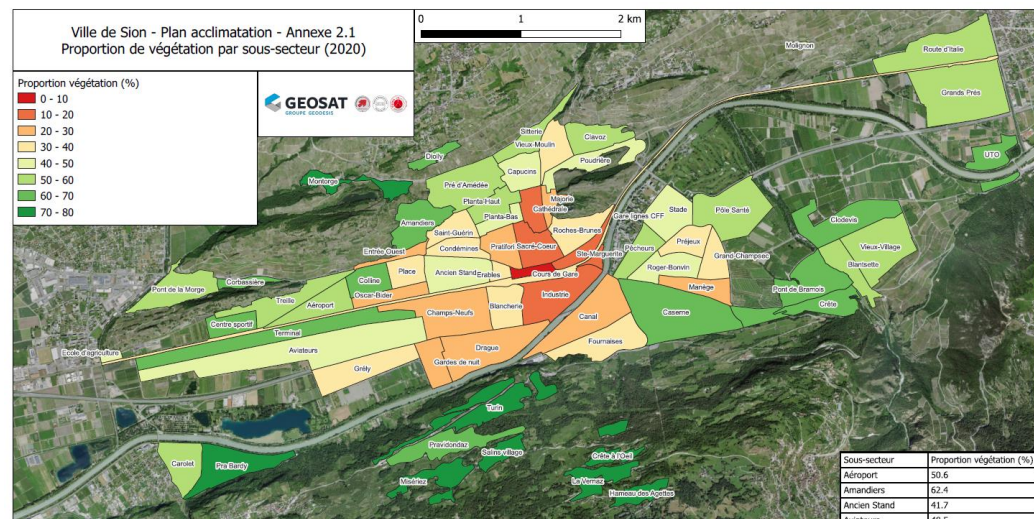 Ville de Sion - Plan acclimatation - Annexe 2.1
Proportion de végétation par sous-secteur (2020)
0 1 2 km
Proportion végétation (%)
0 - 10
10 - 20
20 - 30
30 - 40
40 - 50
50 - 60
60 - 70
70 - 80
GEOSAT
GROUPE GEODESIS
Molignon
Route d'Italie
Grands Prés
UTO
Sitterie
Clavoz
Vieux-Moulin
Poudrière
Diolly
Capucins
Montorge
Pré d'Amédée
Majorie
Planta-Haut
Cathédrale
Stade
Pôle Santé
Planta-Bas
Gare lignes CFF
Clodevis
Amandiers
Saint-Guérin
Roches-Brunes
Préjeux
Condémines
Pratifori
Sacré-Coeur
Pêcheurs
Vieux-Village
Entrée Ouest
Ste-Marguerite
Grand-Champsec
Blantsette
Place
Ancien Stand
Erables
Cours de Gare
Roger-Bonvin
Corbassière
Colline
Manège
Pont de Bramois
Pont de la Morge
Treille
Oscar-Bider
Blancherie
Industrie
Crête
Aéroport
Champs-Neufs
Canal
Caserne
Centre sportif
Terminal
Fournaises
Ecole d'agriculture
Aviateurs
Drague
Grély
Gardes de nuit
Turin
Pravidondaz
Salins village
Crête à l'Oeil
Carolet
Pra Bardy
Misériez
La Vernaz
Hameau des Agettes
Sous-secteur Proportion végétation (%)
Aéroport 50.6
Amandiers 62.4
Ancien Stand 41.7